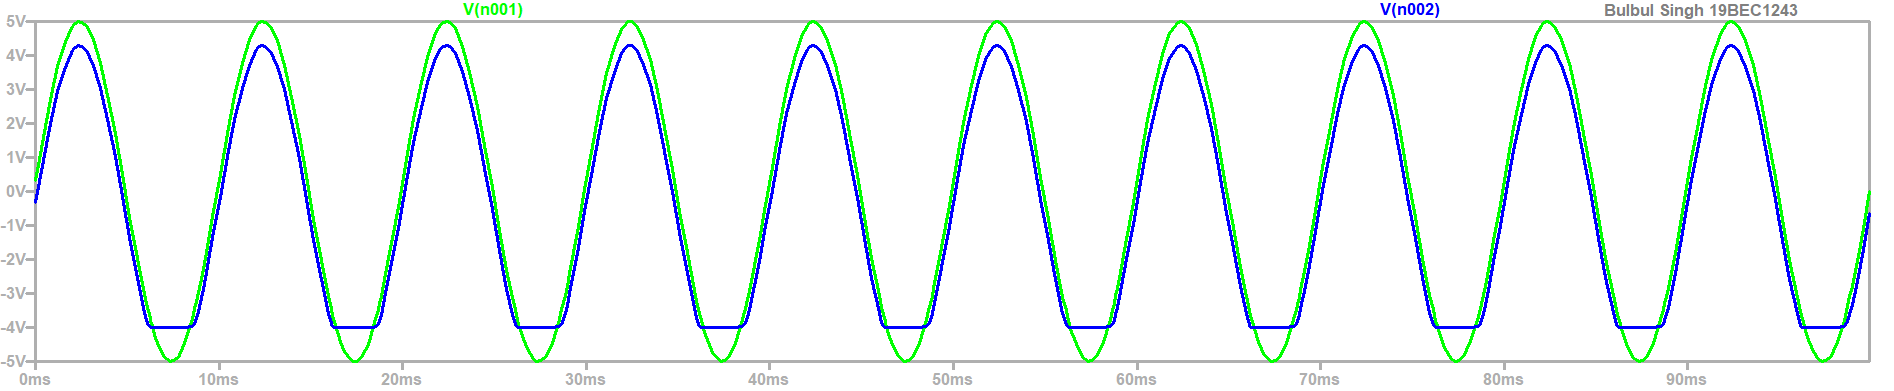 V(n001) V(n002) Bulbul Singh 19BEC1243
5V
4V
3V
2V
1V
0V
-1V
-2V
-3V
-4V
-5V
0ms 10ms 20ms 30ms 40ms 50ms 60ms 70ms 80ms 90ms